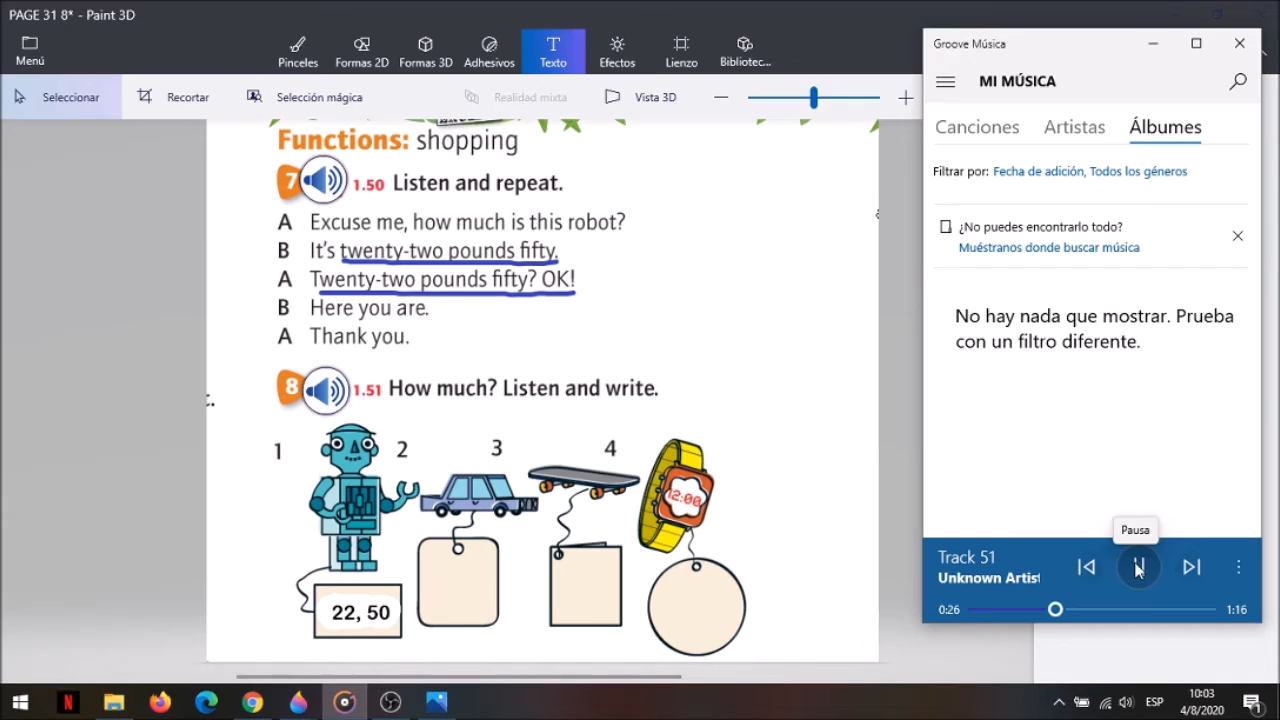 PAGE 31 8* - Paint 3D
Menú
Pinceles
Formas 2D
Formas 3D
Adhesivos
Texto
Efectos
Lienzo
Bibliotec...
Seleccionar
Recortar
Selección mágica
Realidad mixta
Vista 3D
Functions: shopping
7 1.50 Listen and repeat.
A Excuse me, how much is this robot?
B It's twenty-two pounds fifty.
A Twenty-two pounds fifty? OK!
B Here you are.
A Thank you.
8 1.51 How much? Listen and write.
1 2 3 4
12:00
22, 50
Groove Música
MI MÚSICA
Canciones Artistas Álbumes
Filtrar por: Fecha de adición, Todos los géneros
¿No puedes encontrarlo todo?
Muéstranos donde buscar música
No hay nada que mostrar. Prueba
con un filtro diferente.
Pausa
Track 51
Unknown Artist
0:26 1:16
ESP
10:03
4/8/2020
1